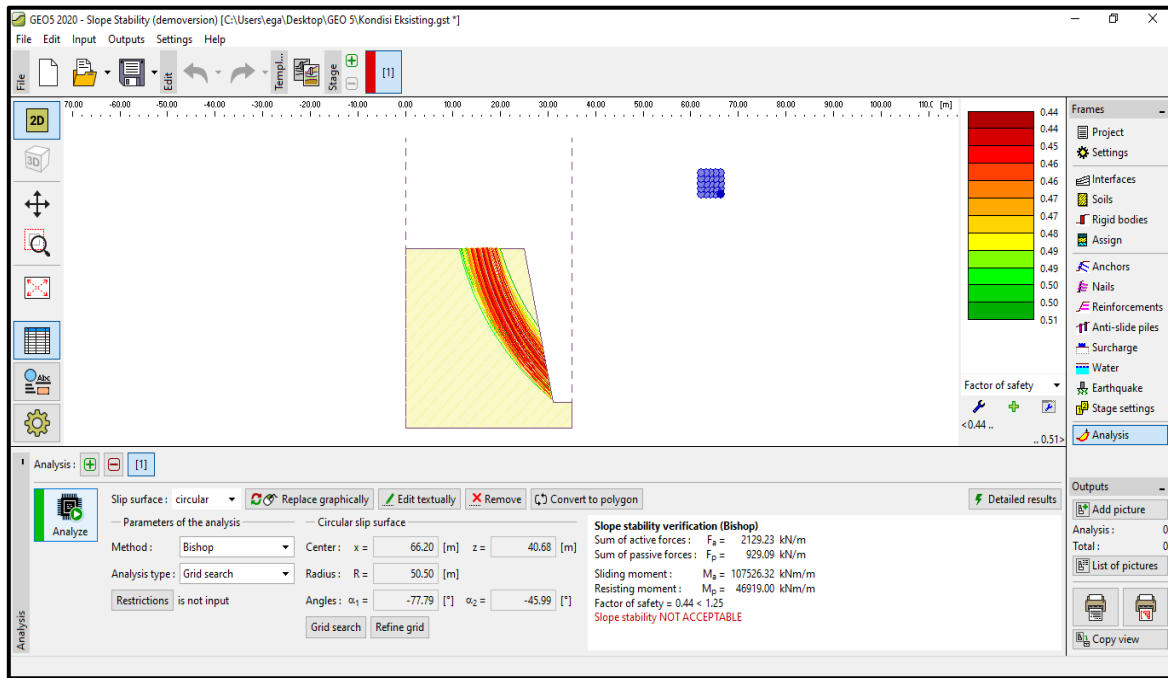 GEO5 2020 - Slope Stability (demoversion) [C:\Users\ega\Desktop\GEO 5\Kondisi Eksisting.gst *]
File Edit Input Outputs Settings Help
File Edit Templ... Stage [1]
2D 70.00 -60.00 -50.00 -40.00 -30.00 -20.00 -10.00 0.00 10.00 20.00 30.00 40.00 50.00 60.00 70.00 80.00 90.00 100.00 110.( [m]
3D
0.44
0.44
0.45
0.46
0.46
0.47
0.47
0.48
0.49
0.49
0.50
0.50
0.51
Factor of safety
<0.44 ..
.. 0.51>
Frames
Project
Settings
Interfaces
Soils
Rigid bodies
Assign
Anchors
Nails
Reinforcements
Anti-slide piles
Surcharge
Water
Earthquake
Stage settings
Analysis
Abc
Analysis : [1]
Analyze
Slip surface : circular Replace graphically Edit textually Remove Convert to polygon Detailed results
Parameters of the analysis
Method : Bishop
Analysis type : Grid search
Restrictions is not input
Circular slip surface
Center : x = 66.20 [m] z = 40.68 [m]
Radius : R = 50.50 [m]
Angles : α1 = -77.79 [°] α2 = -45.99 [°]
Grid search Refine grid
Slope stability verification (Bishop)
Sum of active forces : Fa = 2129.23 kN/m
Sum of passive forces : Fp = 929.09 kN/m
Sliding moment : Ma = 107526.32 kNm/m
Resisting moment : Mp = 46919.00 kNm/m
Factor of safety = 0.44 < 1.25
Slope stability NOT ACCEPTABLE
Analysis
Outputs
Add picture
Analysis : 0
Total : 0
List of pictures
Copy view